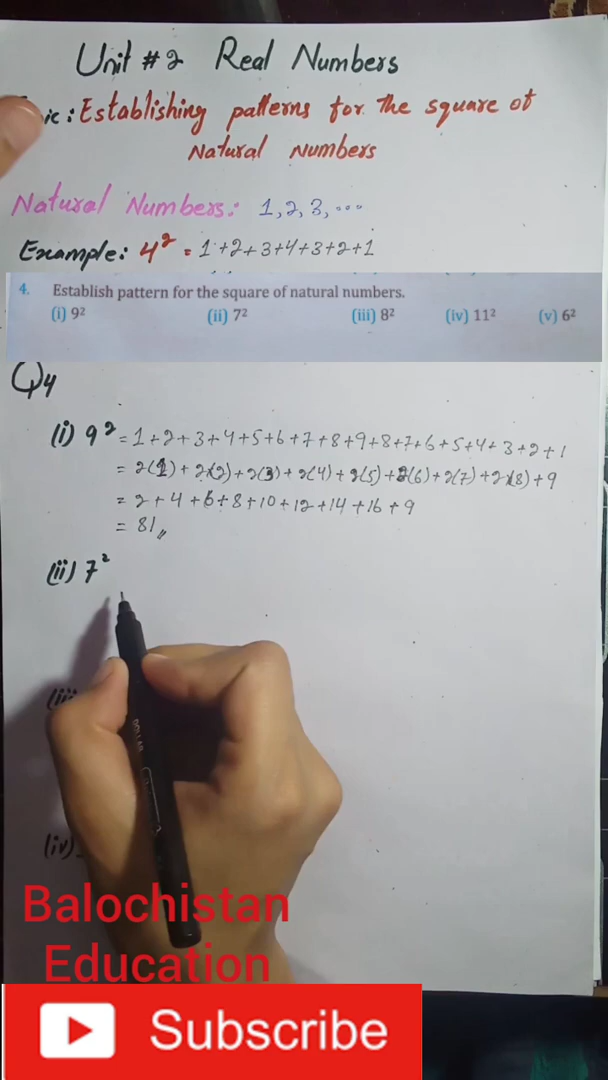 Unit #2 Real Numbers
ic: Establishing patterns for the square of
Natural Numbers
Natural Numbers: 1,2,3,...
Example: 4² = 1+2+3+4+3+2+1
4. Establish pattern for the square of natural numbers.
(i) 9² (ii) 7² (iii) 8² (iv) 11² (v) 6²
Q4
(i) 9² = 1+2+3+4+5+6+7+8+9+8+7+6+5+4+3+2+1
= 2(1)+2(2)+2(3)+2(4)+2(5)+2(6)+2(7)+2(8)+9
= 2+4+6+8+10+12+14+16+9
= 81
(ii) 7²
(iii
(iv)
DOLLAR
Balochistan
Education
Subscribe